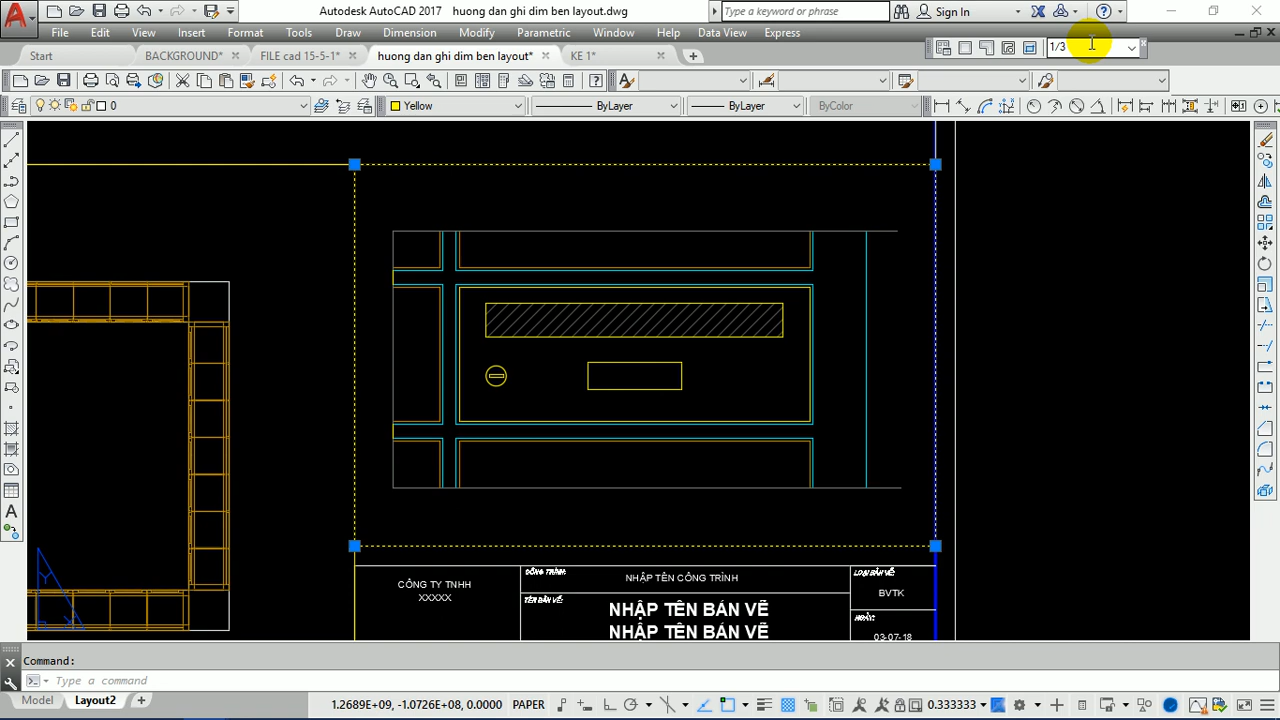 Autodesk AutoCAD 2017 huong dan ghi dim ben layout.dwg
Type a keyword or phrase
Sign In
File Edit View Insert Format Tools Draw Dimension Modify Parametric Window Help Data View Express
1/3
Start BACKGROUND* FILE cad 15-5-1* huong dan ghi dim ben layout* KE 1*
0
Yellow
ByLayer
ByLayer
ByColor
CÔNG TY TNHH
XXXXX
CÔNG TRÌNH:
NHẬP TÊN CÔNG TRÌNH
LOẠI BẢN VẼ:
BVTK
TÊN BẢN VẼ:
NHẬP TÊN BẢN VẼ
NHẬP TÊN BẢN VẼ
NGÀY:
03-07-18
Command:
Type a command
Model Layout2
1.2689E+09, -1.0726E+08, 0.0000 PAPER
0.333333